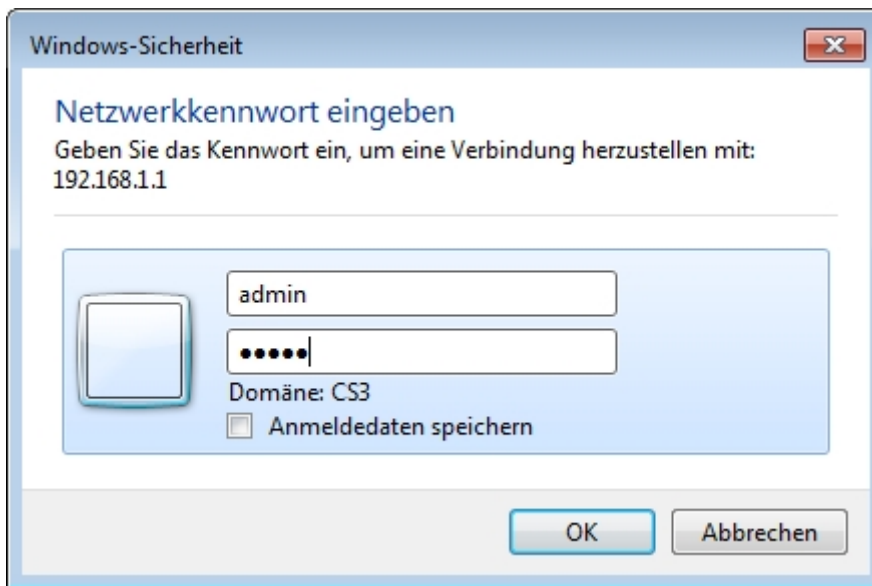 Windows-Sicherheit
Netzwerkkennwort eingeben
Geben Sie das Kennwort ein, um eine Verbindung herzustellen mit:
192.168.1.1
admin
●●●●●
Domäne: CS3
Anmeldedaten speichern
OK Abbrechen